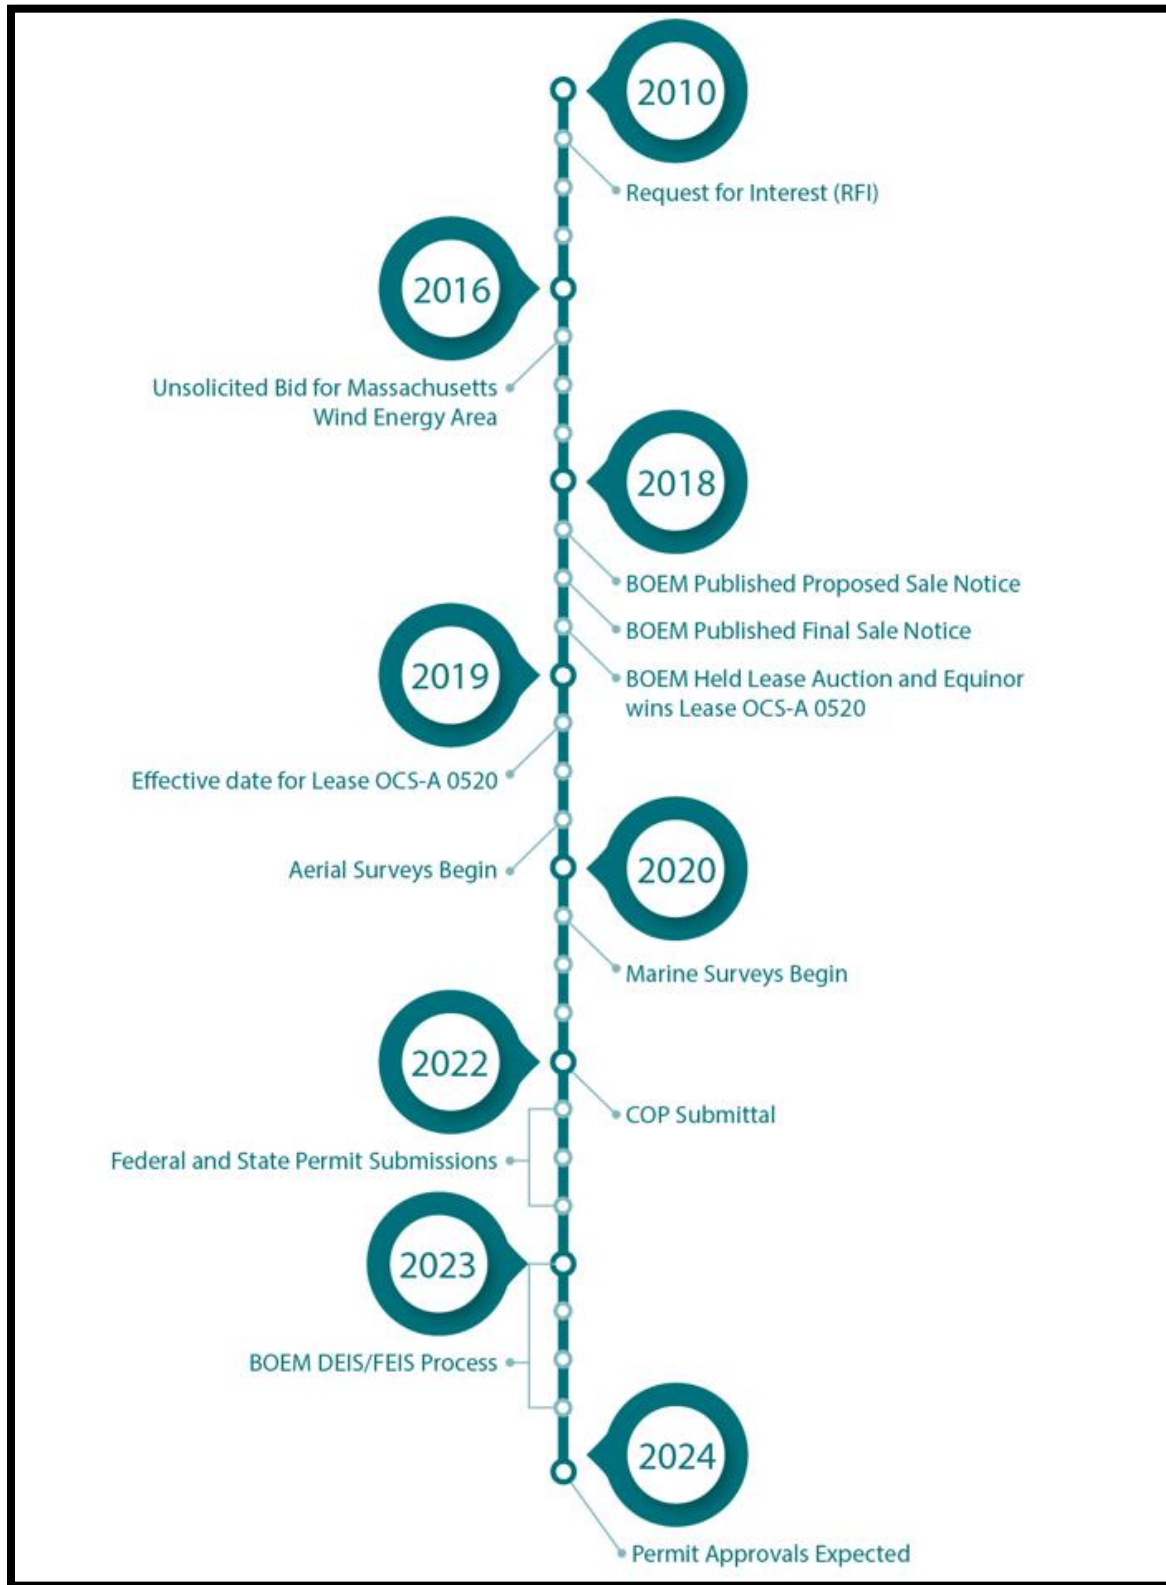 2010
Request for Interest (RFI)
2016
Unsolicited Bid for Massachusetts
Wind Energy Area
2018
BOEM Published Proposed Sale Notice
BOEM Published Final Sale Notice
BOEM Held Lease Auction and Equinor
wins Lease OCS-A 0520
2019
Effective date for Lease OCS-A 0520
Aerial Surveys Begin
2020
Marine Surveys Begin
2022
COP Submittal
Federal and State Permit Submissions
2023
BOEM DEIS/FEIS Process
2024
Permit Approvals Expected